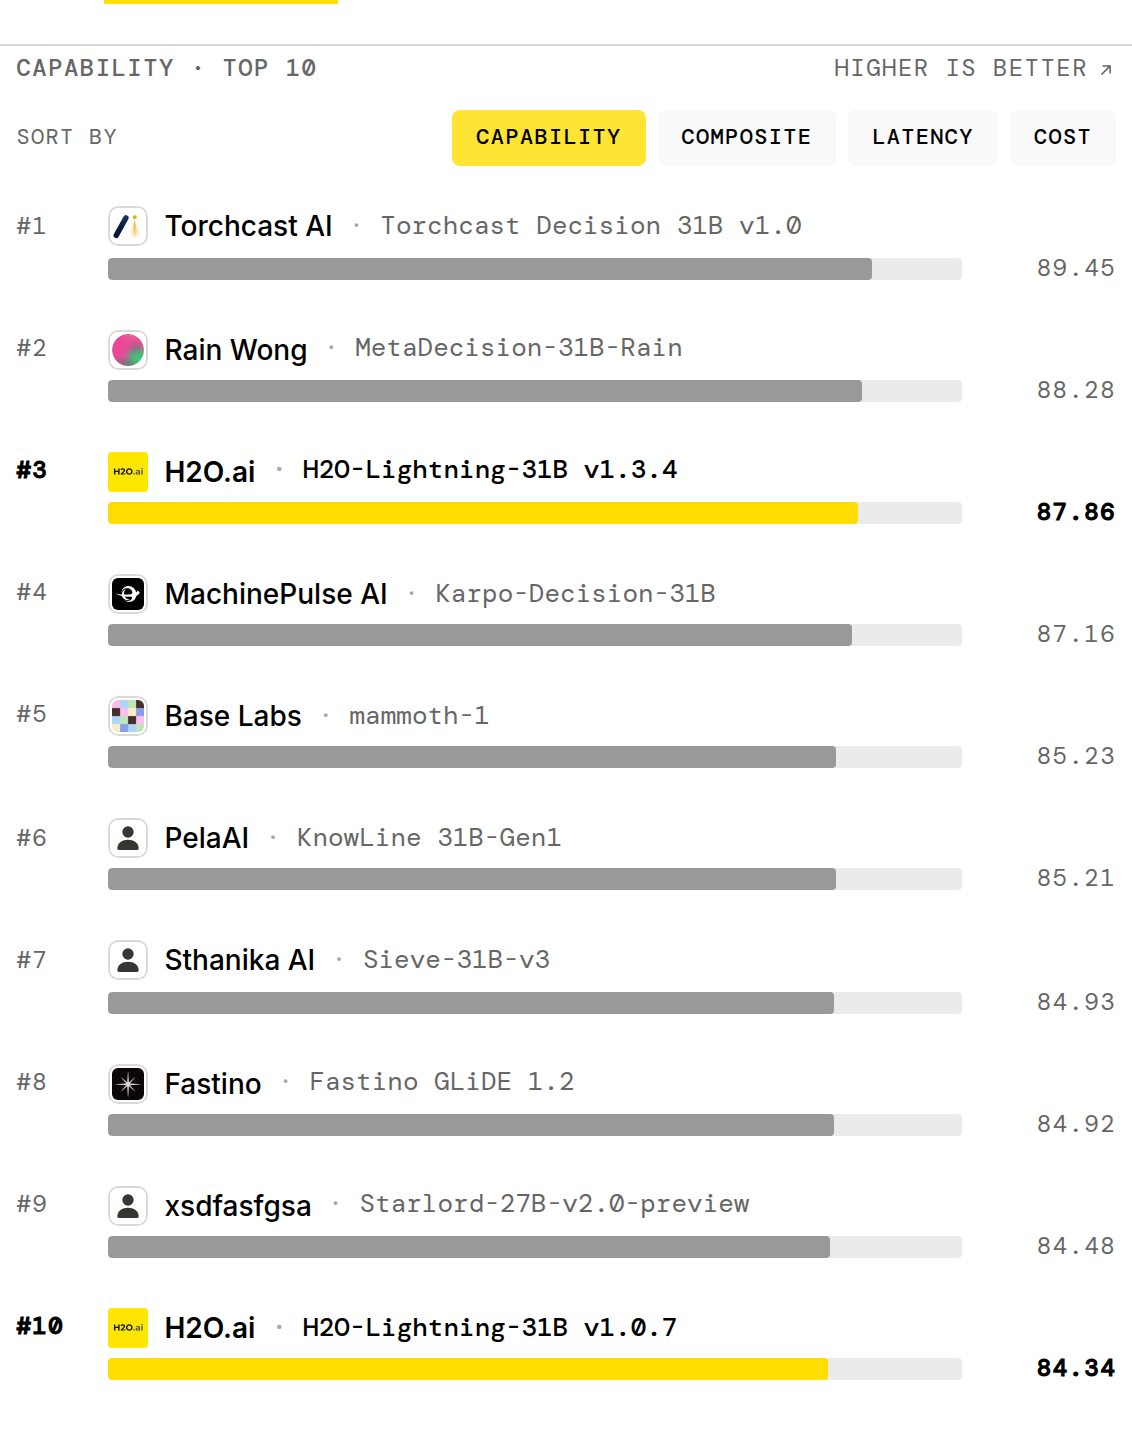 CAPABILITY · TOP 10 HIGHER IS BETTER ↗
SORT BY CAPABILITY COMPOSITE LATENCY COST
#1 Torchcast AI · Torchcast Decision 31B v1.0
89.45
#2 Rain Wong · MetaDecision-31B-Rain
88.28
#3 H2O.ai H2O.ai · H2O-Lightning-31B v1.3.4
87.86
#4 MachinePulse AI · Karpo-Decision-31B
87.16
#5 Base Labs · mammoth-1
85.23
#6 PelaAI · KnowLine 31B-Gen1
85.21
#7 Sthanika AI · Sieve-31B-v3
84.93
#8 Fastino · Fastino GLiDE 1.2
84.92
#9 xsdfasfgsa · Starlord-27B-v2.0-preview
84.48
#10 H2O.ai H2O.ai · H2O-Lightning-31B v1.0.7
84.34